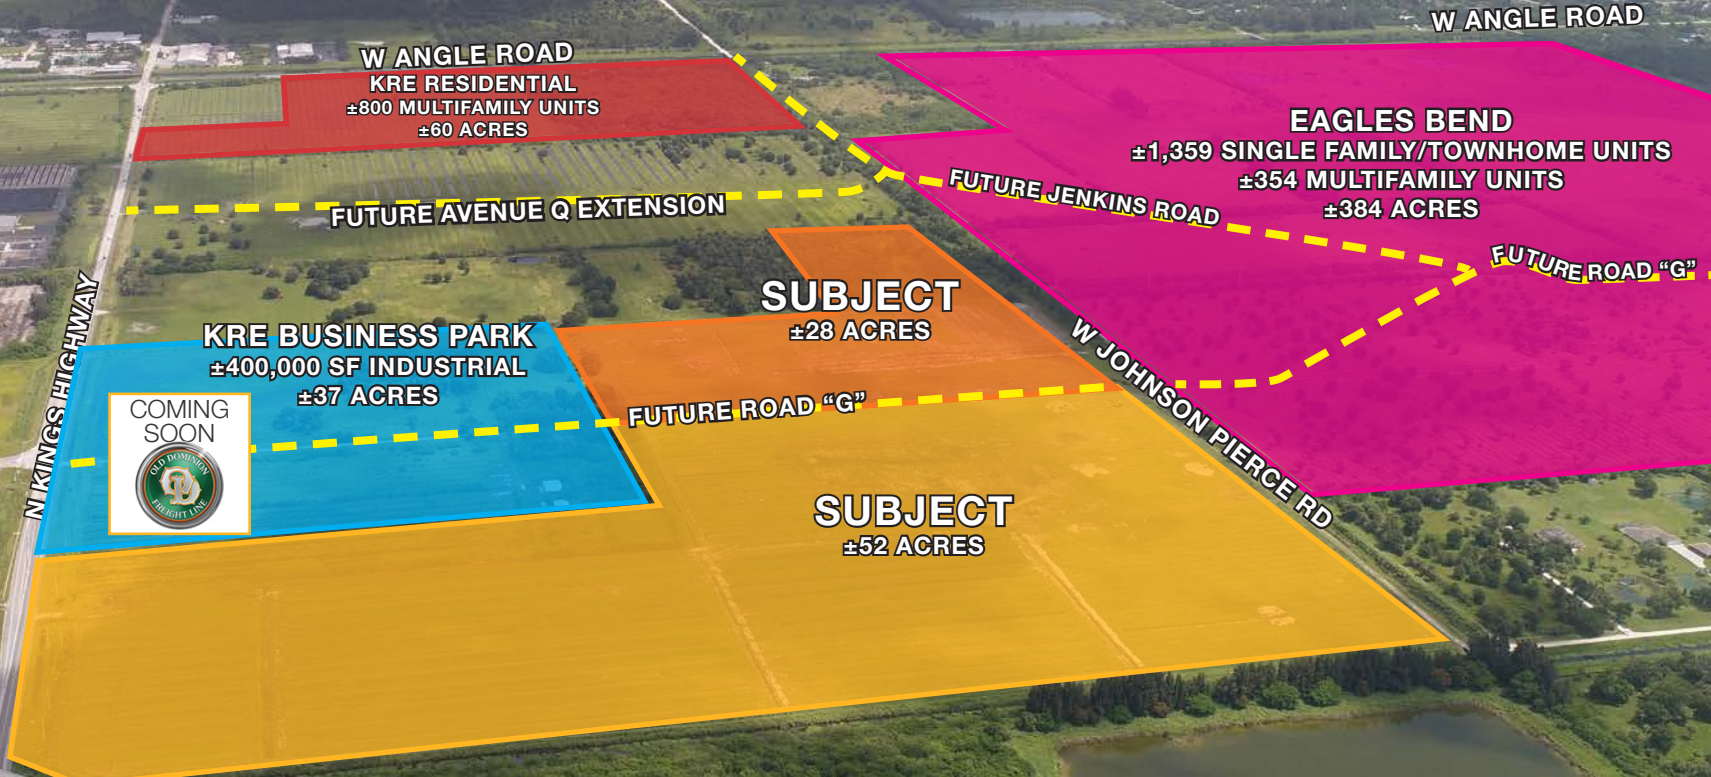 W ANGLE ROAD
W ANGLE ROAD
KRE RESIDENTIAL
±800 MULTIFAMILY UNITS
±60 ACRES
EAGLES BEND
±1,359 SINGLE FAMILY/TOWNHOME UNITS
±354 MULTIFAMILY UNITS
±384 ACRES
FUTURE JENKINS ROAD
FUTURE AVENUE Q EXTENSION
FUTURE ROAD “G”
SUBJECT
±28 ACRES
N KINGS HIGHWAY
KRE BUSINESS PARK
±400,000 SF INDUSTRIAL
±37 ACRES
W JOHNSON PIERCE RD
COMING
SOON
OLD DOMINION
OD
FREIGHT LINE
FUTURE ROAD “G”
SUBJECT
±52 ACRES